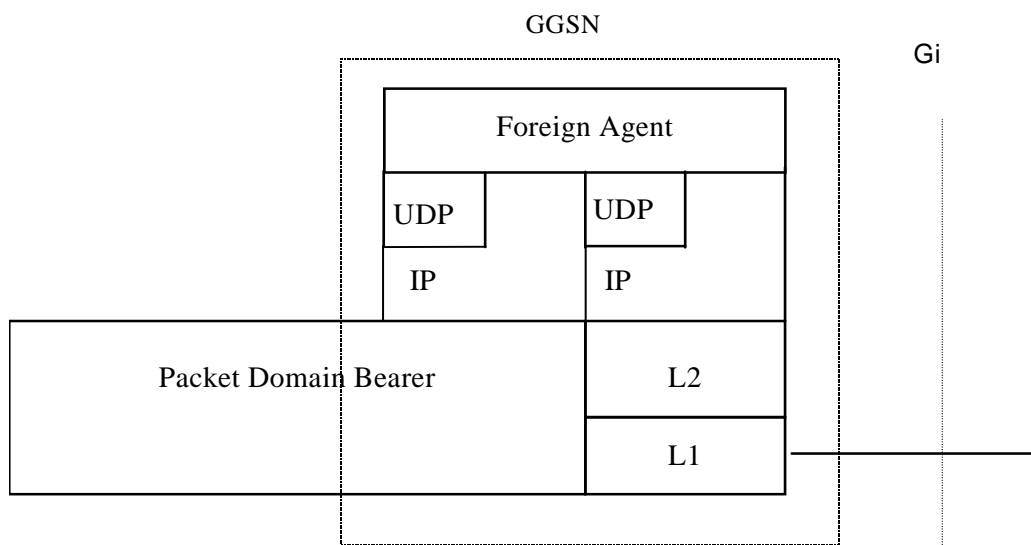 GGSN
Gi
Foreign Agent
UDP
UDP
IP
IP
Packet Domain Bearer
L2
L1